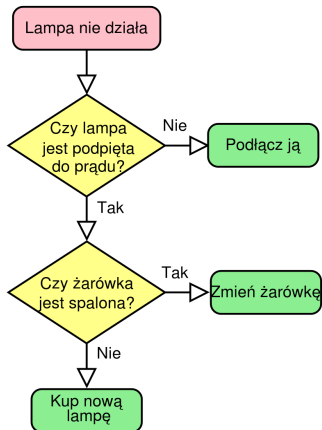 Lampa nie działa
Czy lampa
jest podpięta
do prądu?
Nie
Podłącz ją
Tak
Czy żarówka
jest spalona?
Tak
Zmień żarówkę
Nie
Kup nową
lampę